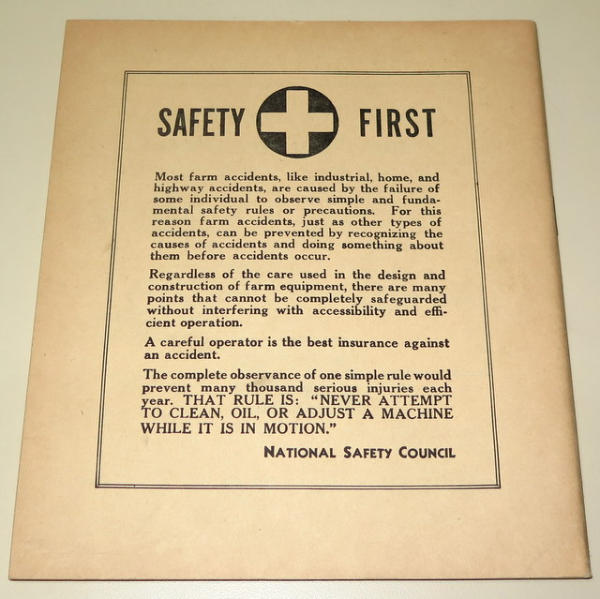 SAFETY FIRST
Most farm accidents, like industrial, home, and
highway accidents, are caused by the failure of
some individual to observe simple and funda-
mental safety rules or precautions. For this
reason farm accidents, just as other types of
accidents, can be prevented by recognizing the
causes of accidents and doing something about
them before accidents occur.
Regardless of the care used in the design and
construction of farm equipment, there are many
points that cannot be completely safeguarded
without interfering with accessibility and effi-
cient operation.
A careful operator is the best insurance against
an accident.
The complete observance of one simple rule would
prevent many thousand serious injuries each
year. THAT RULE IS: “NEVER ATTEMPT
TO CLEAN, OIL, OR ADJUST A MACHINE
WHILE IT IS IN MOTION.”
NATIONAL SAFETY COUNCIL